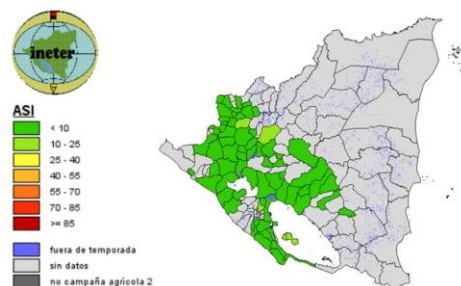 ineter
ASI
< 10
10 - 25
25 - 40
40 - 55
55 - 70
70 - 85
>= 85
fuera de temporada
sin datos
no campaña agrícola 2